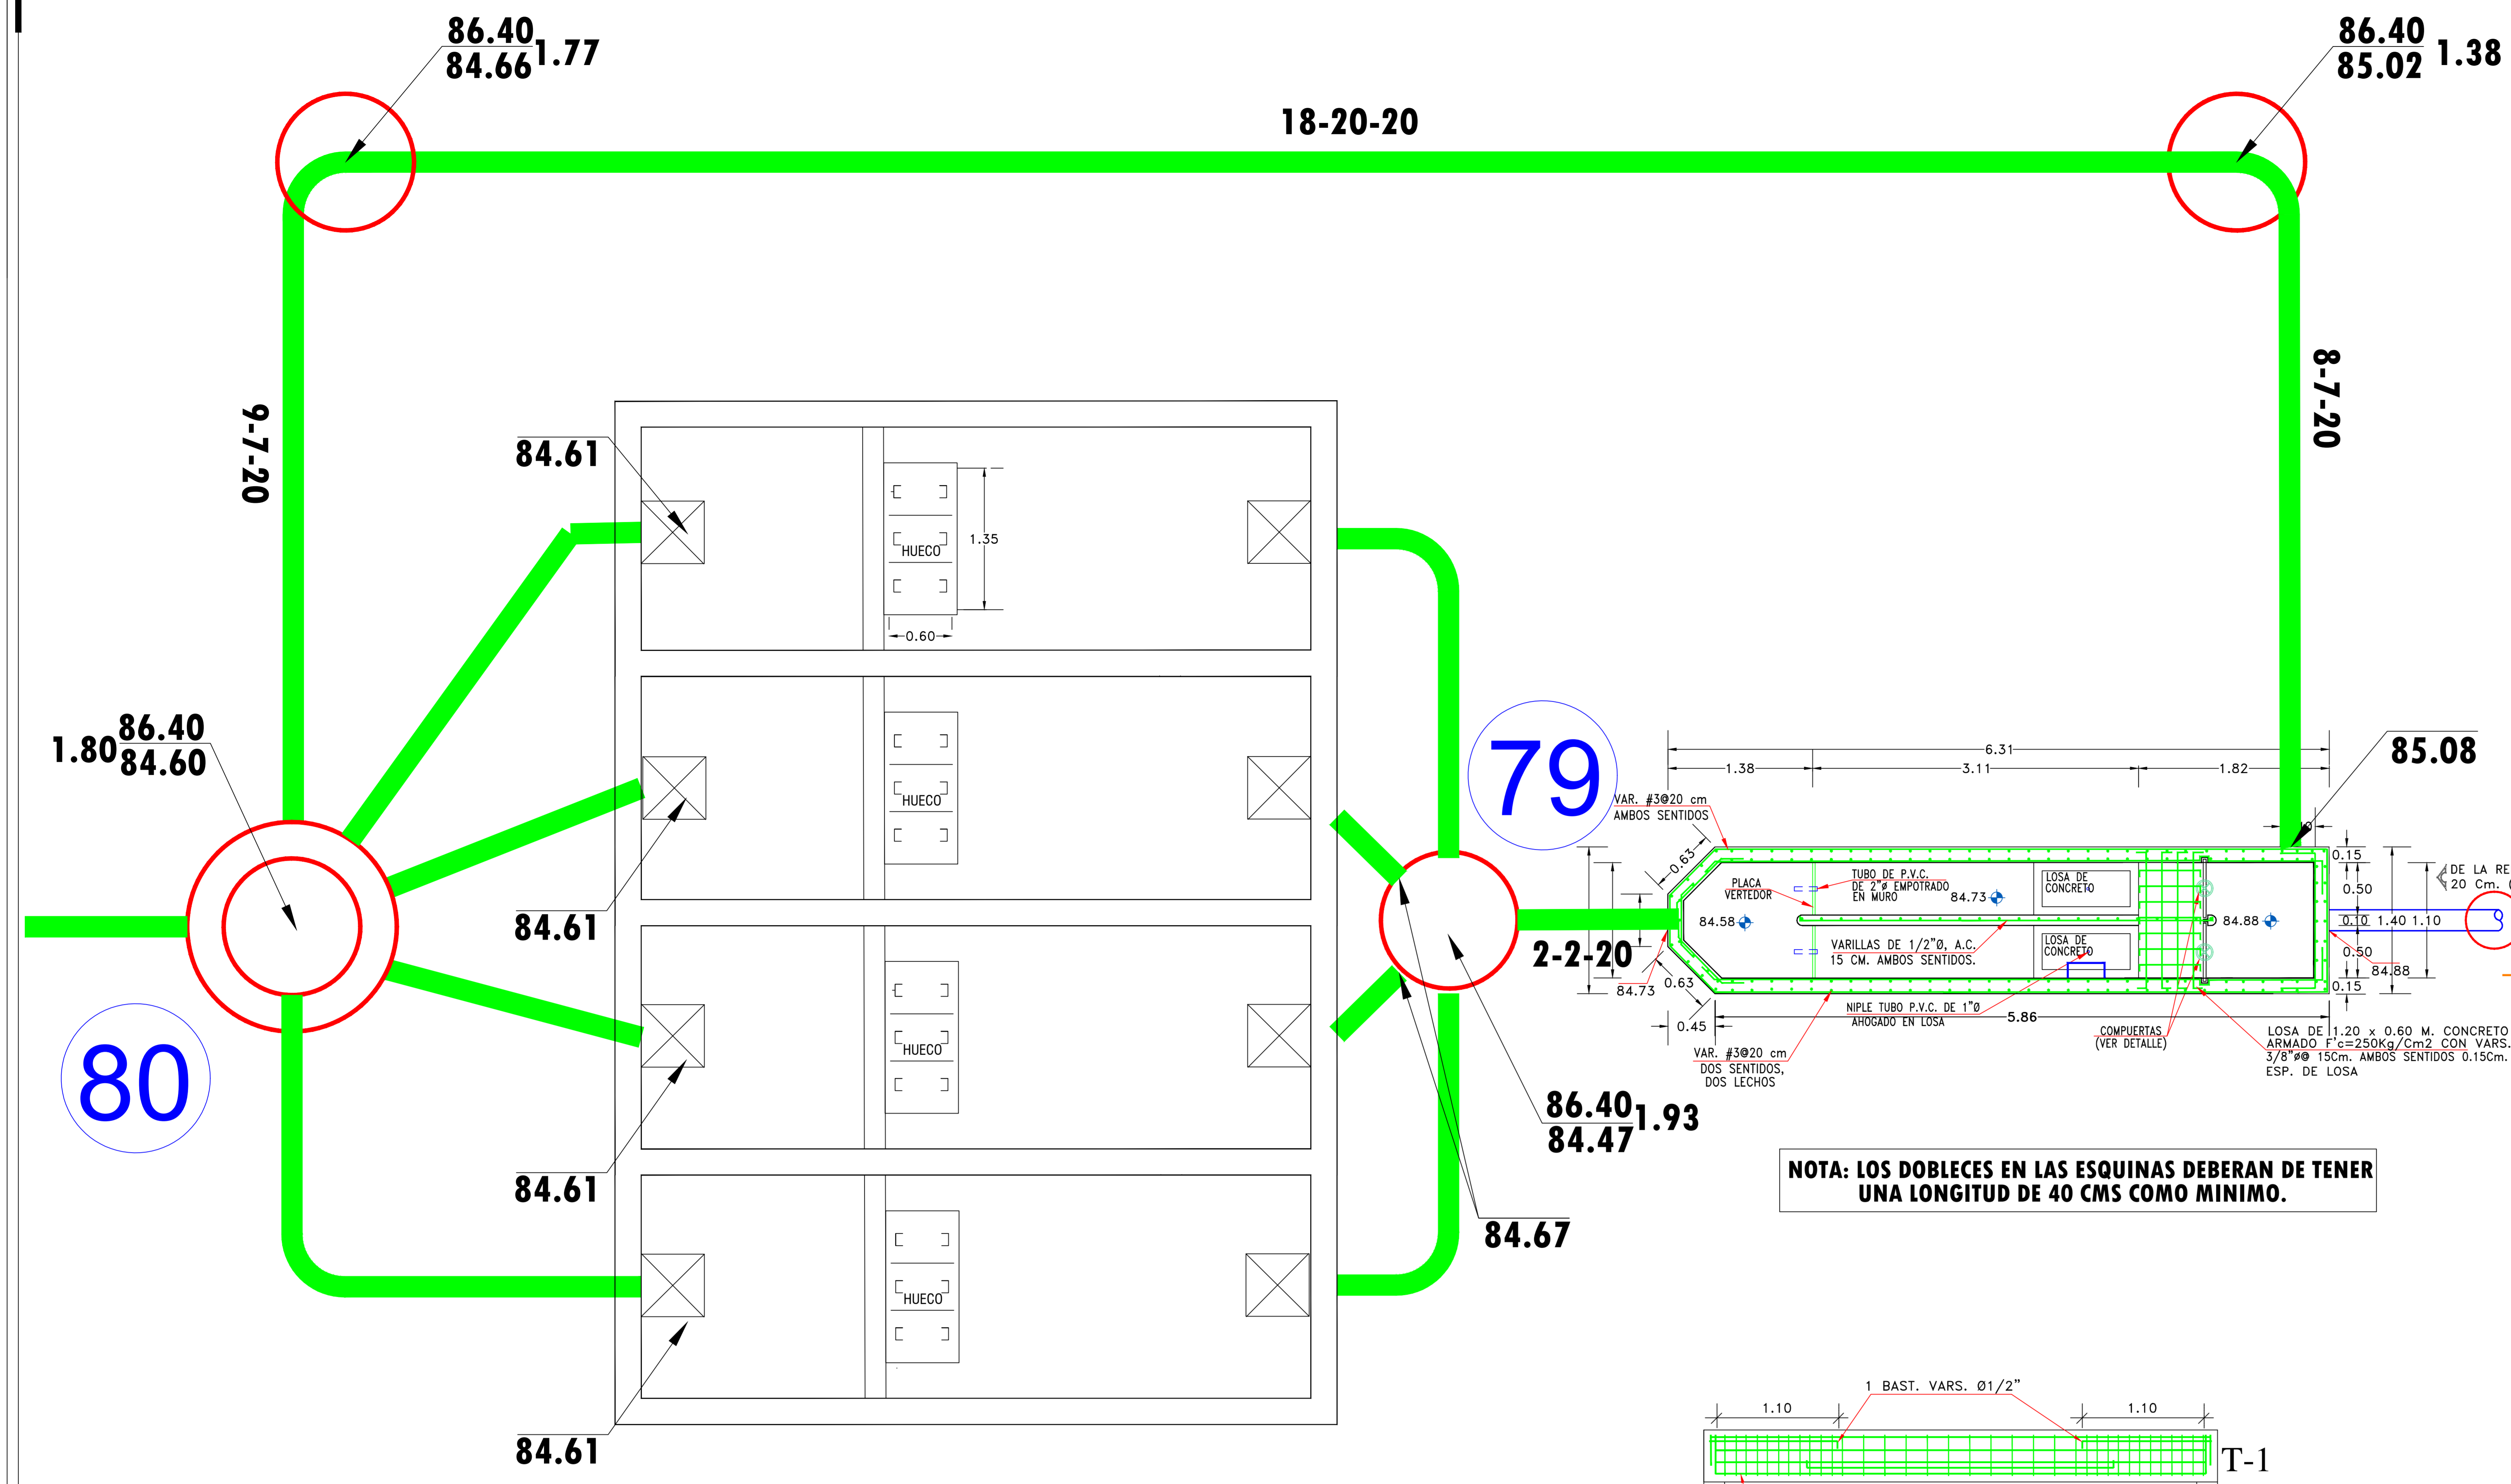 86.40
84.66
1.77
86.40
85.02
1.38
18-20-20
9-7-20
8-7-20
84.61
HUECO
1.35
0.60
1.80
86.40
84.60
84.61
HUECO
79
6.31
1.38
3.11
1.82
85.08
VAR. #3@20 cm
AMBOS SENTIDOS
0.63
PLACA
VERTEDOR
TUBO DE P.V.C.
DE 2"Ø EMPOTRADO
EN MURO
84.73
LOSA DE
CONCRETO
84.58
VARILLAS DE 1/2"Ø, A.C.
15 CM. AMBOS SENTIDOS.
LOSA DE
CONCRETO
84.88
0.15
0.50
0.10
1.40
1.10
0.50
84.88
0.15
DE LA RE
20 Cm. (
2-2-20
84.73
0.63
0.45
NIPLE TUBO P.V.C. DE 1"Ø
AHOGADO EN LOSA
5.86
COMPUERTAS
(VER DETALLE)
LOSA DE 1.20 x 0.60 M. CONCRETO
ARMADO F'c=250Kg/Cm2 CON VARS.
3/8"Ø@ 15Cm. AMBOS SENTIDOS 0.15Cm.
ESP. DE LOSA
VAR. #3@20 cm
DOS SENTIDOS,
DOS LECHOS
80
HUECO
84.61
86.40
84.47
1.93
84.67
NOTA: LOS DOBLECES EN LAS ESQUINAS DEBERAN DE TENER
UNA LONGITUD DE 40 CMS COMO MINIMO.
HUECO
84.61
1 BAST. VARS. Ø1/2"
1.10
1.10
T-1